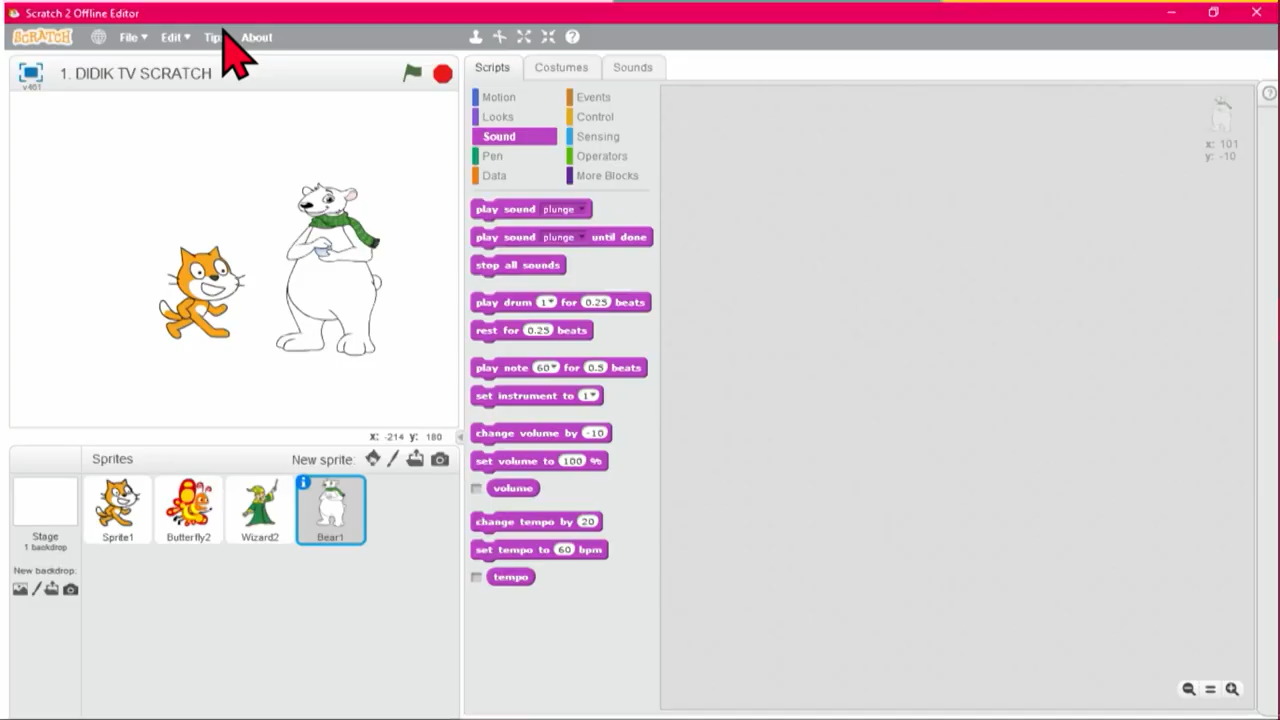 Scratch 2 Offline Editor
SCRATCH File Edit Tips About
1. DIDIK TV SCRATCH
v461
Scripts Costumes Sounds
Motion Events
Looks Control
Sound Sensing
Pen Operators
Data More Blocks
play sound plunge
play sound plunge until done
stop all sounds
play drum 1 for 0.25 beats
rest for 0.25 beats
play note 60 for 0.5 beats
set instrument to 1
change volume by -10
set volume to 100 %
volume
change tempo by 20
set tempo to 60 bpm
tempo
x: 101
y: -10
x: -214 y: 180
Sprites New sprite:
Stage
1 backdrop
New backdrop:
Sprite1 Butterfly2 Wizard2 Bear1